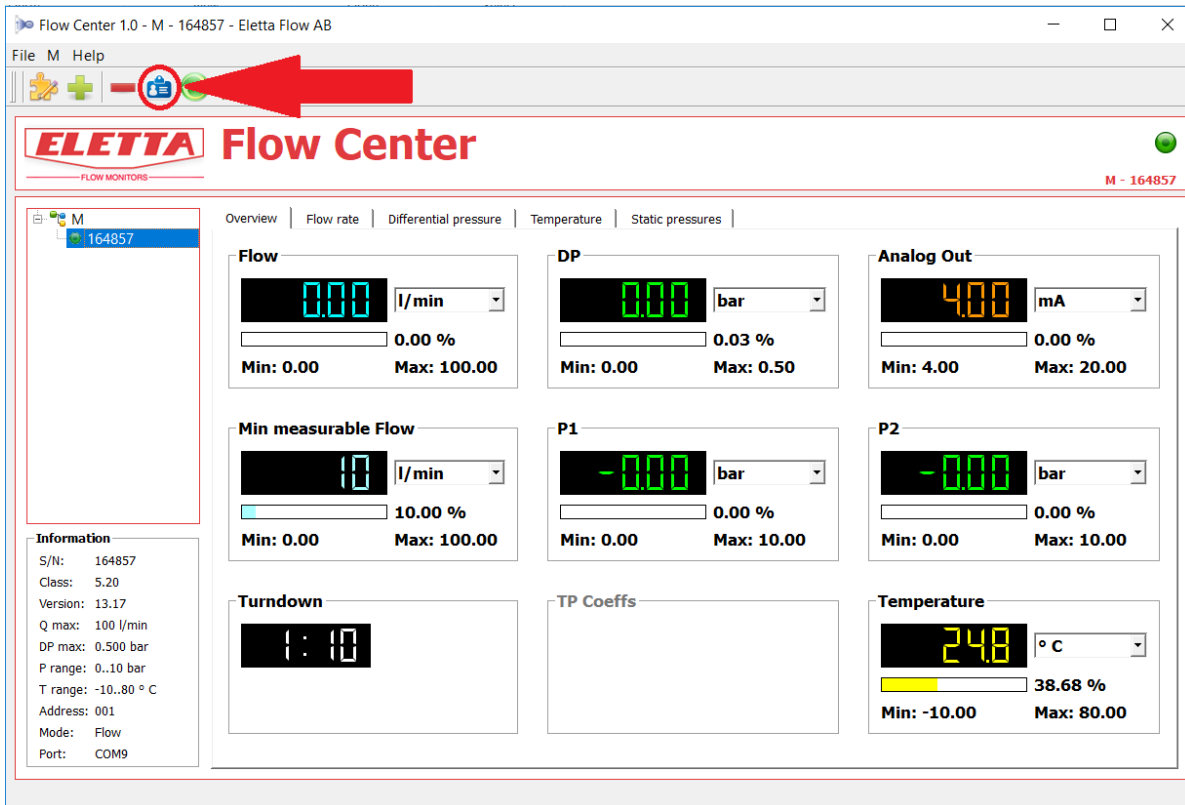 Flow Center 1.0 - M - 164857 - Eletta Flow AB
File M Help
ELETTA
FLOW MONITORS
Flow Center
M - 164857
M
164857
Overview Flow rate Differential pressure Temperature Static pressures
Flow
0.00 l/min
0.00 %
Min: 0.00 Max: 100.00
DP
0.00 bar
0.03 %
Min: 0.00 Max: 0.50
Analog Out
4.00 mA
0.00 %
Min: 4.00 Max: 20.00
Min measurable Flow
10 l/min
10.00 %
Min: 0.00 Max: 100.00
P1
-0.00 bar
0.00 %
Min: 0.00 Max: 10.00
P2
-0.00 bar
0.00 %
Min: 0.00 Max: 10.00
Turndown
1:10
TP Coeffs
Temperature
24.8 ° C
38.68 %
Min: -10.00 Max: 80.00
Information
S/N: 164857
Class: 5.20
Version: 13.17
Q max: 100 l/min
DP max: 0.500 bar
P range: 0..10 bar
T range: -10..80 ° C
Address: 001
Mode: Flow
Port: COM9